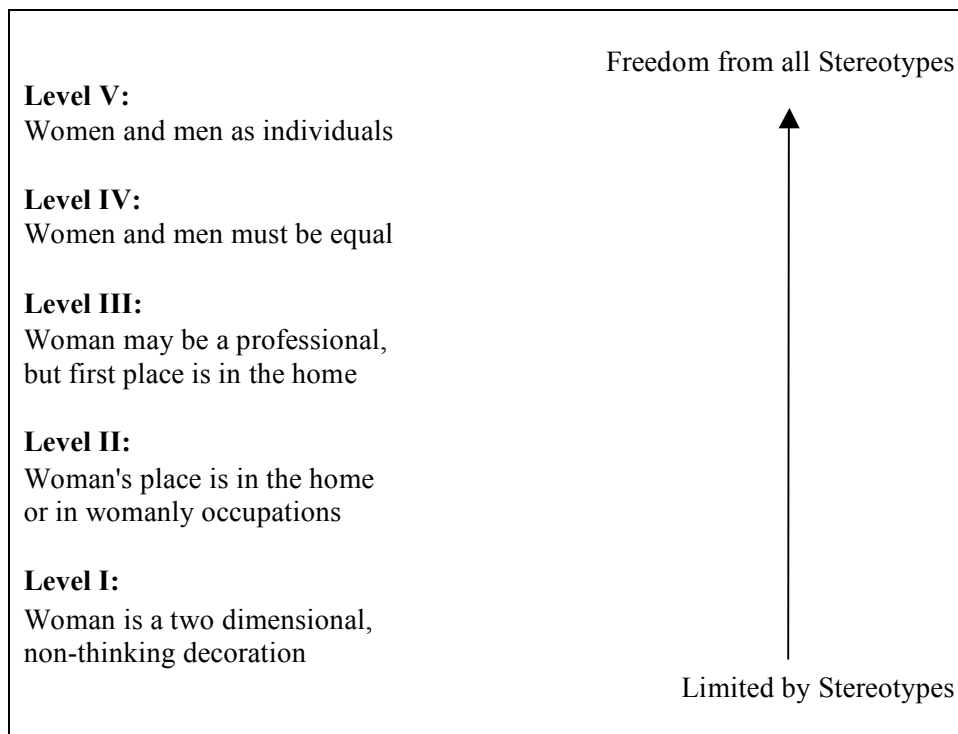 Freedom from all Stereotypes
Level V:
Women and men as individuals
Level IV:
Women and men must be equal
Level III:
Woman may be a professional,
but first place is in the home
Level II:
Woman's place is in the home
or in womanly occupations
Level I:
Woman is a two dimensional,
non-thinking decoration
Limited by Stereotypes